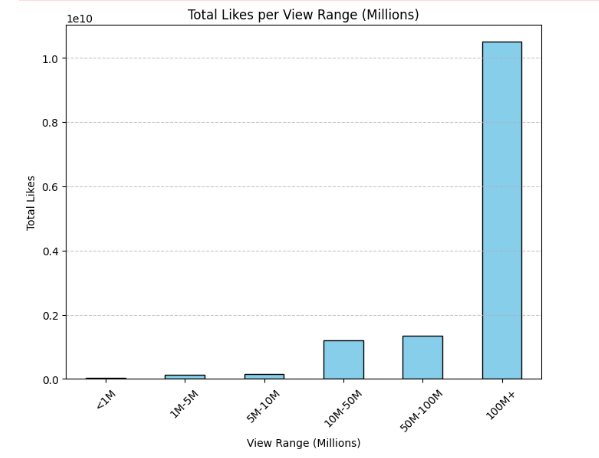 Total Likes per View Range (Millions)
1e10
1.0
0.8
0.6
0.4
0.2
0.0
Total Likes
<1M
1M-5M
5M-10M
10M-50M
50M-100M
100M+
View Range (Millions)